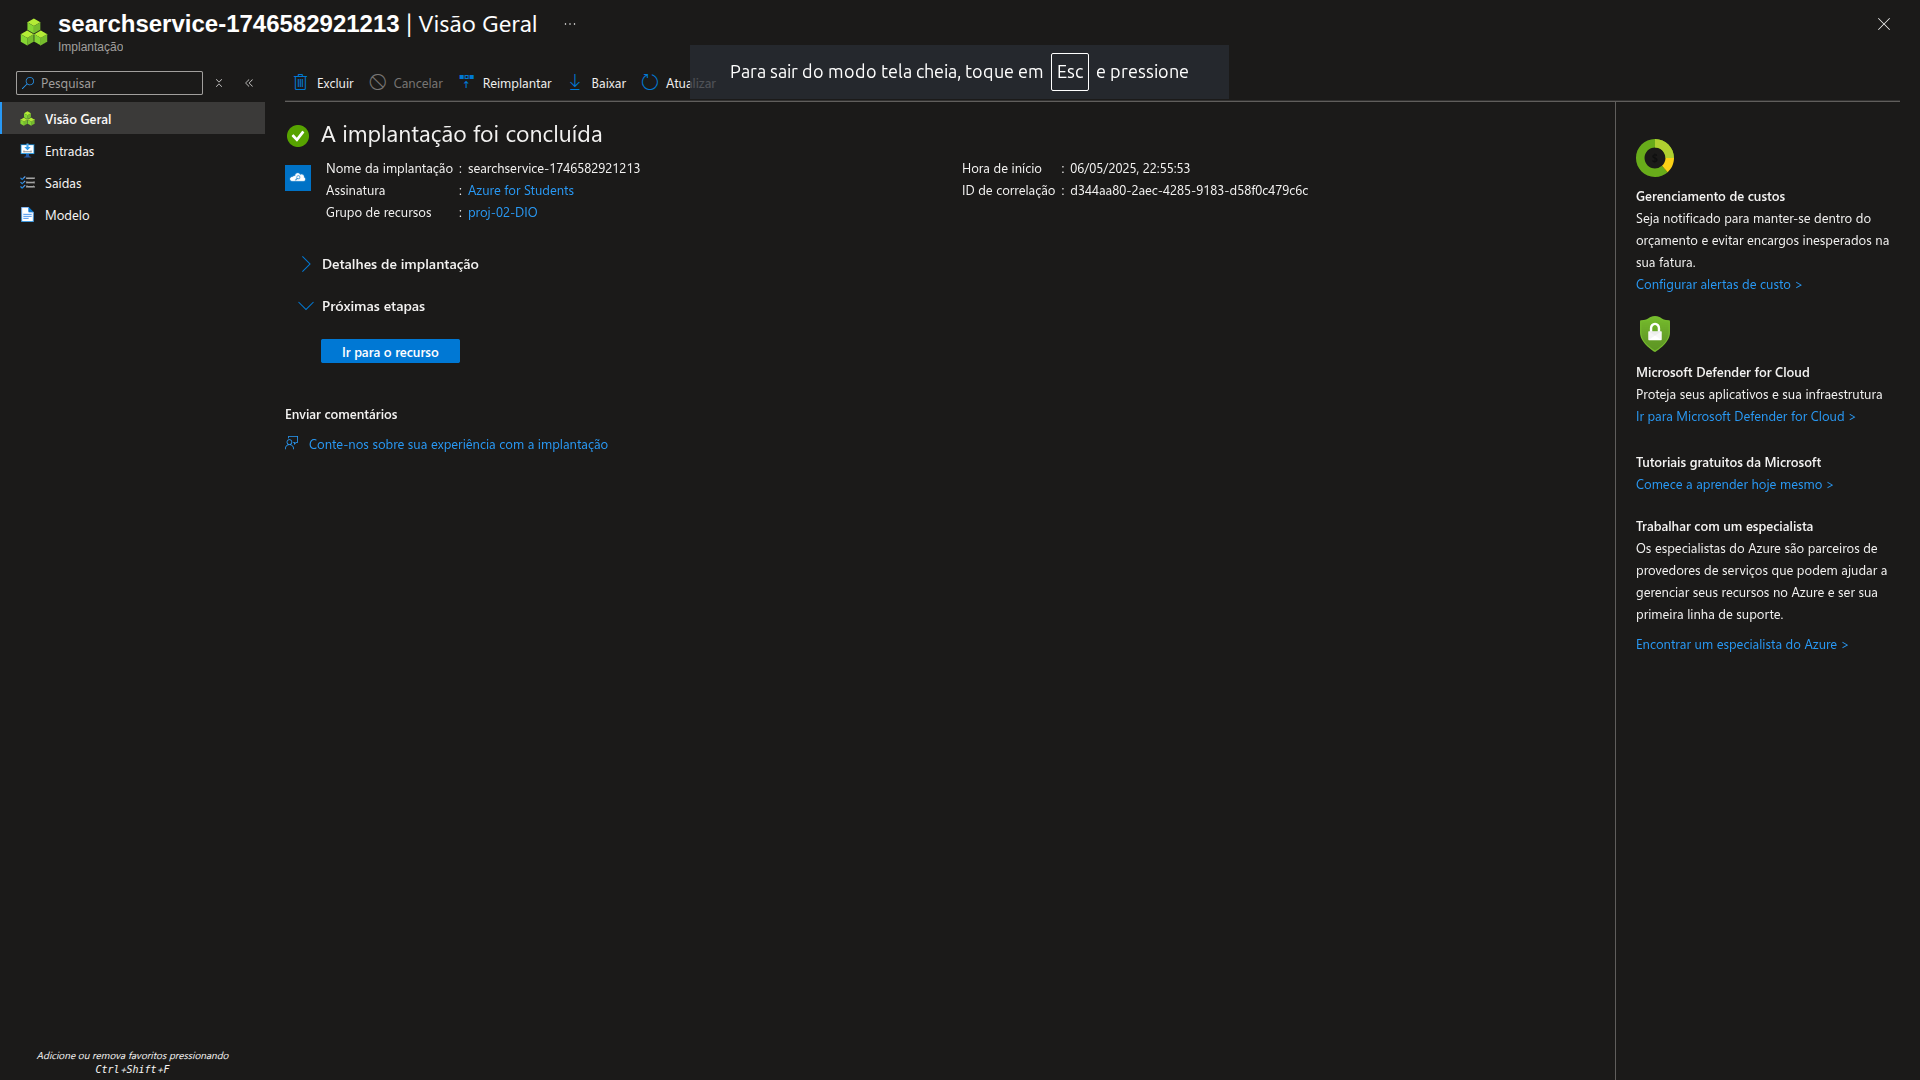 searchservice-1746582921213 | Visão Geral ...
Implantação
Para sair do modo tela cheia, toque em Esc e pressione
Pesquisar
Excluir Cancelar Reimplantar Baixar Atualizar
Visão Geral
Entradas
Saídas
Modelo
A implantação foi concluída
Nome da implantação : searchservice-1746582921213
Assinatura : Azure for Students
Grupo de recursos : proj-02-DIO
Hora de início : 06/05/2025, 22:55:53
ID de correlação : d344aa80-2aec-4285-9183-d58f0c479c6c
Detalhes de implantação
Próximas etapas
Ir para o recurso
Enviar comentários
Conte-nos sobre sua experiência com a implantação
Gerenciamento de custos
Seja notificado para manter-se dentro do
orçamento e evitar encargos inesperados na
sua fatura.
Configurar alertas de custo >
Microsoft Defender for Cloud
Proteja seus aplicativos e sua infraestrutura
Ir para Microsoft Defender for Cloud >
Tutoriais gratuitos da Microsoft
Comece a aprender hoje mesmo >
Trabalhar com um especialista
Os especialistas do Azure são parceiros de
provedores de serviços que podem ajudar a
gerenciar seus recursos no Azure e ser sua
primeira linha de suporte.
Encontrar um especialista do Azure >
Adicione ou remova favoritos pressionando
Ctrl+Shift+F